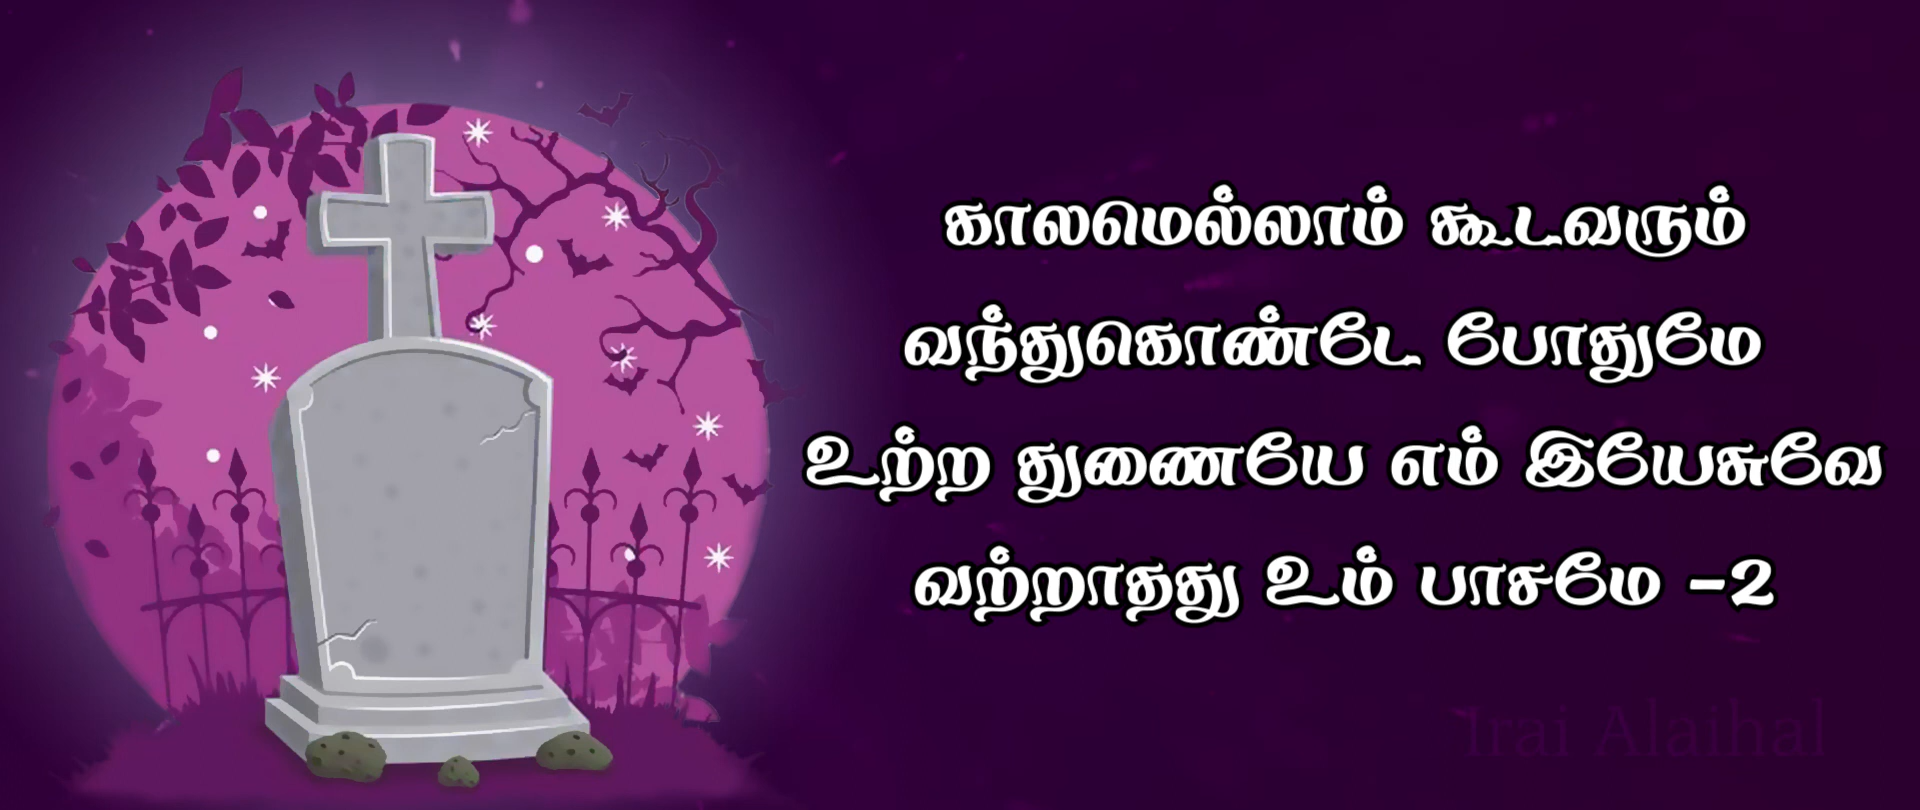 காலமெல்லாம் கூடவரும்
வந்துகொண்டே போதுமே
உற்ற துணையே எம் இயேசுவே
வற்றாதது உம் பாசமே -2
Irai Alaihal